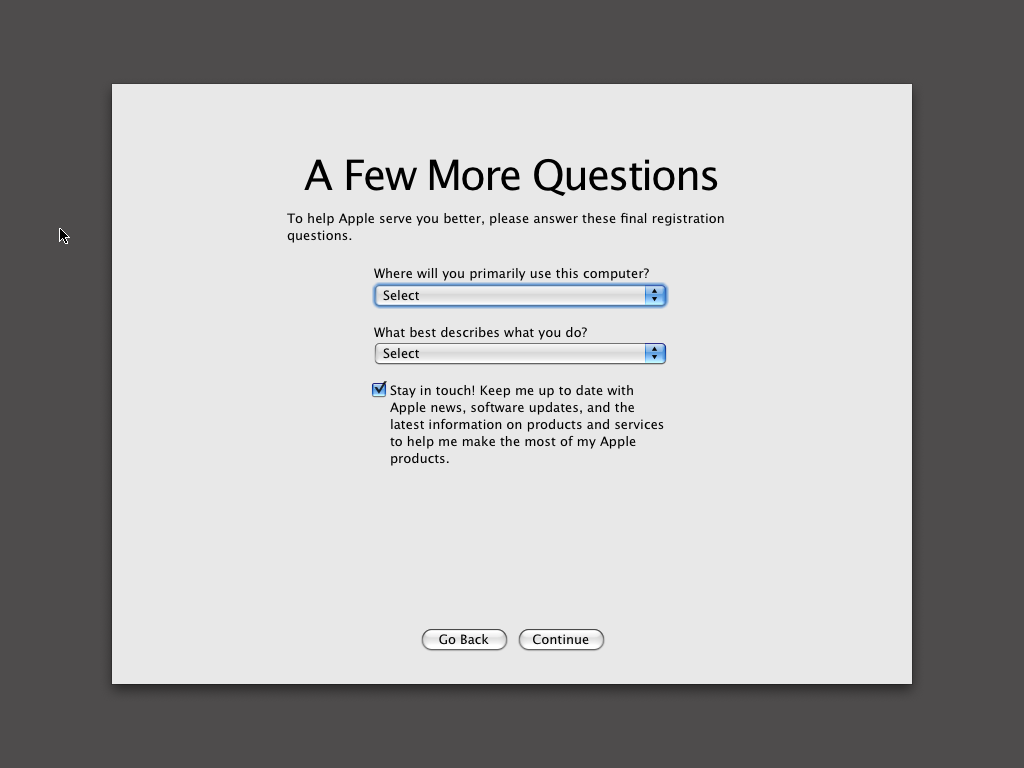 A Few More Questions
To help Apple serve you better, please answer these final registration
questions.
Where will you primarily use this computer?
Select
What best describes what you do?
Select
Stay in touch! Keep me up to date with
Apple news, software updates, and the
latest information on products and services
to help me make the most of my Apple
products.
Go Back
Continue